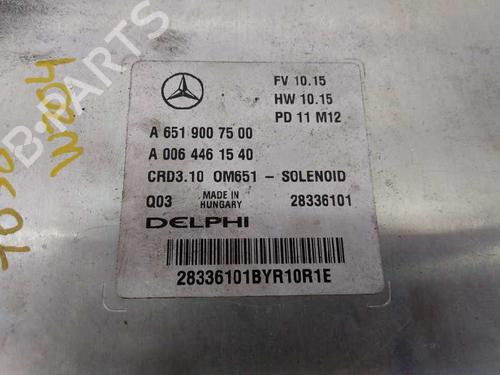 FV 10.15
HW 10.15
PD 11 M12
A 651 900 75 00
A 006 446 15 40
CRD3.10 OM651 - SOLENOID
Q03
MADE IN
HUNGARY
28336101
DELPHI
28336101BYR10R1E
W204
B-PARTS